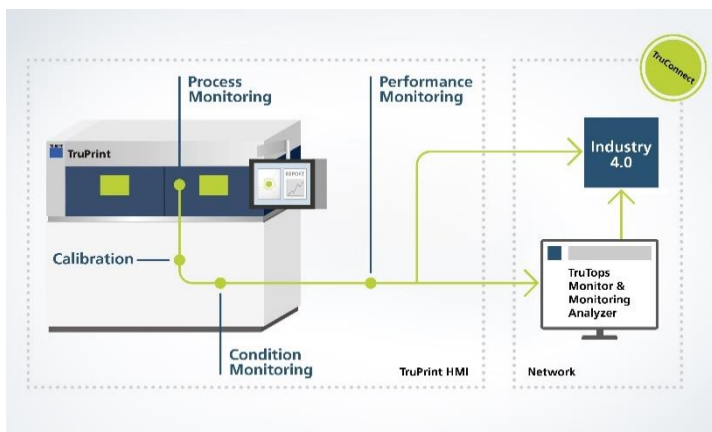 TruConnect
Process
Monitoring
Performance
Monitoring
TRUMPF
TruPrint
REPORT
Industry
4.0
Calibration
TruTops
Monitor &
Monitoring
Analyzer
Condition
Monitoring
TruPrint HMI
Network